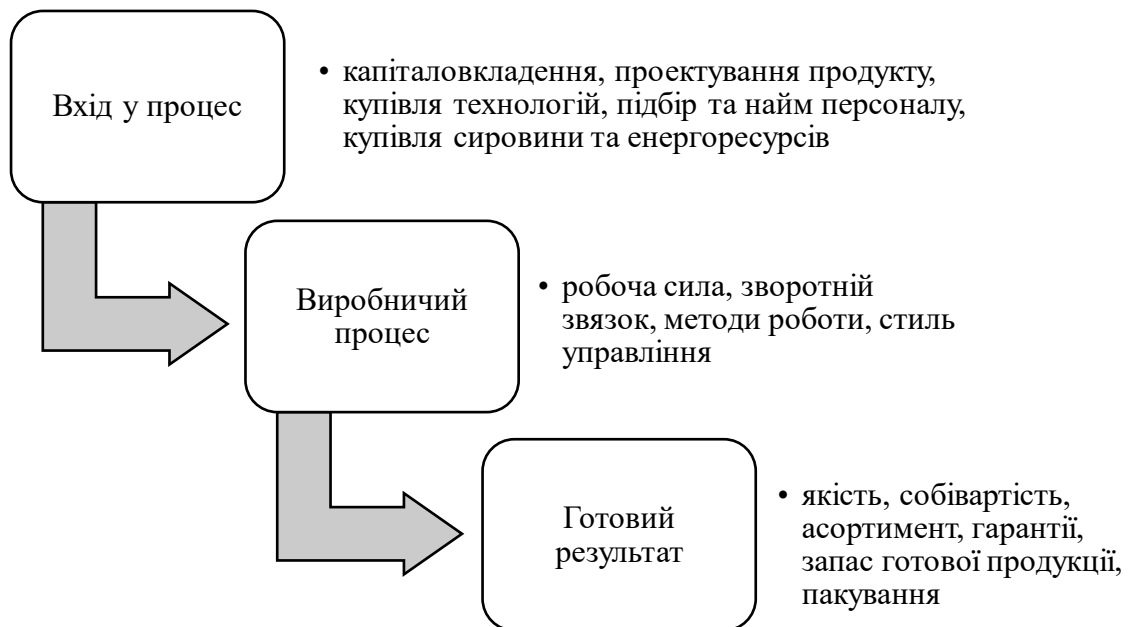 Вхід у процес
• капіталовкладення, проектування продукту,
купівля технологій, підбір та найм персоналу,
купівля сировини та енергоресурсів
Виробничий
процес
• робоча сила, зворотній
звязок, методи роботи, стиль
управління
Готовий
результат
• якість, собівартість,
асортимент, гарантії,
запас готової продукції,
пакування